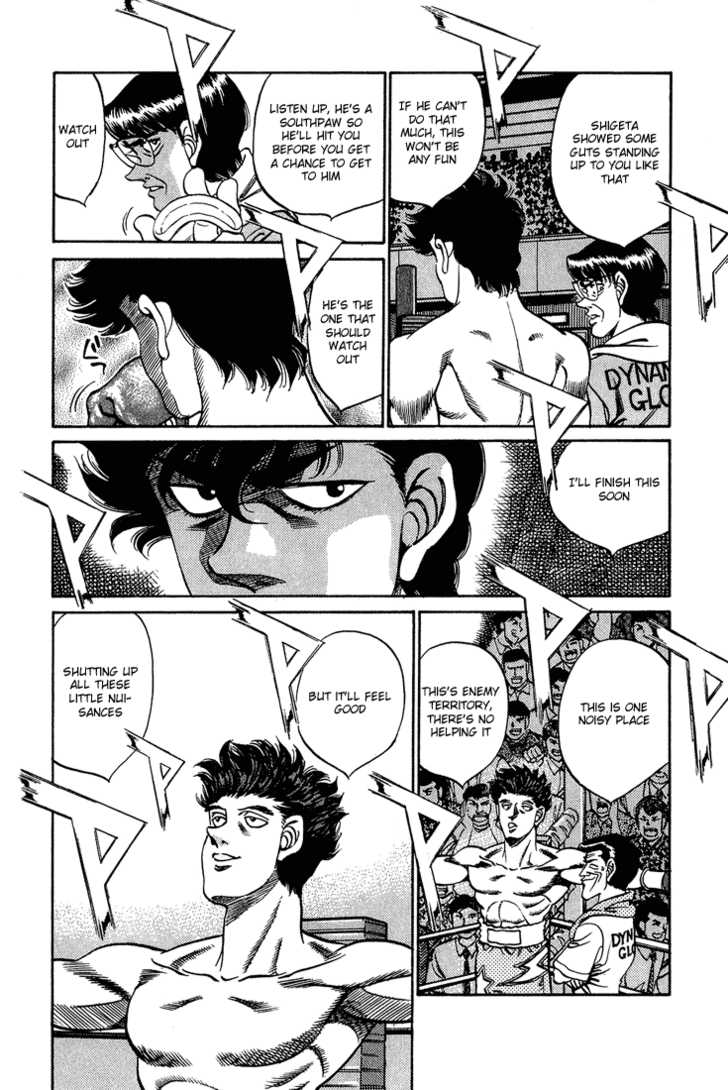 SHIGETA
SHOWED SOME
GUTS STANDING
UP TO YOU LIKE
THAT
IF HE CAN'T
DO THAT
MUCH, THIS
WON'T BE
ANY FUN
DYNAM
GLO
LISTEN UP, HE'S A
SOUTHPAW SO
HE'LL HIT YOU
BEFORE YOU GET
A CHANCE TO GET
TO HIM
WATCH
OUT
HE'S THE
ONE THAT
SHOULD
WATCH
OUT
I'LL FINISH THIS
SOON
THIS IS ONE
NOISY PLACE
THIS'S ENEMY
TERRITORY,
THERE'S NO
HELPING IT
DYNA
GLO
BUT IT'LL FEEL
GOOD
SHUTTING UP
ALL THESE
LITTLE NUI-
SANCES